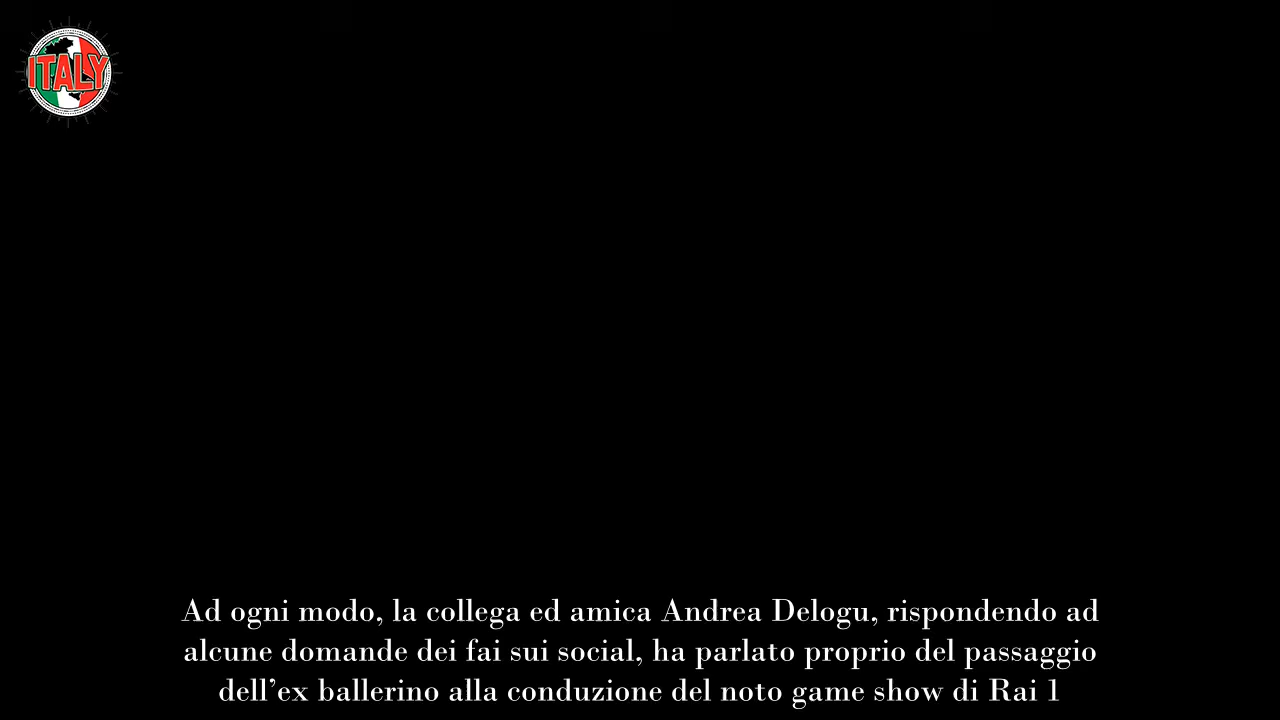 ITALY
Ad ogni modo, la collega ed amica Andrea Delogu, rispondendo ad
alcune domande dei fai sui social, ha parlato proprio del passaggio
dell’ex ballerino alla conduzione del noto game show di Rai 1